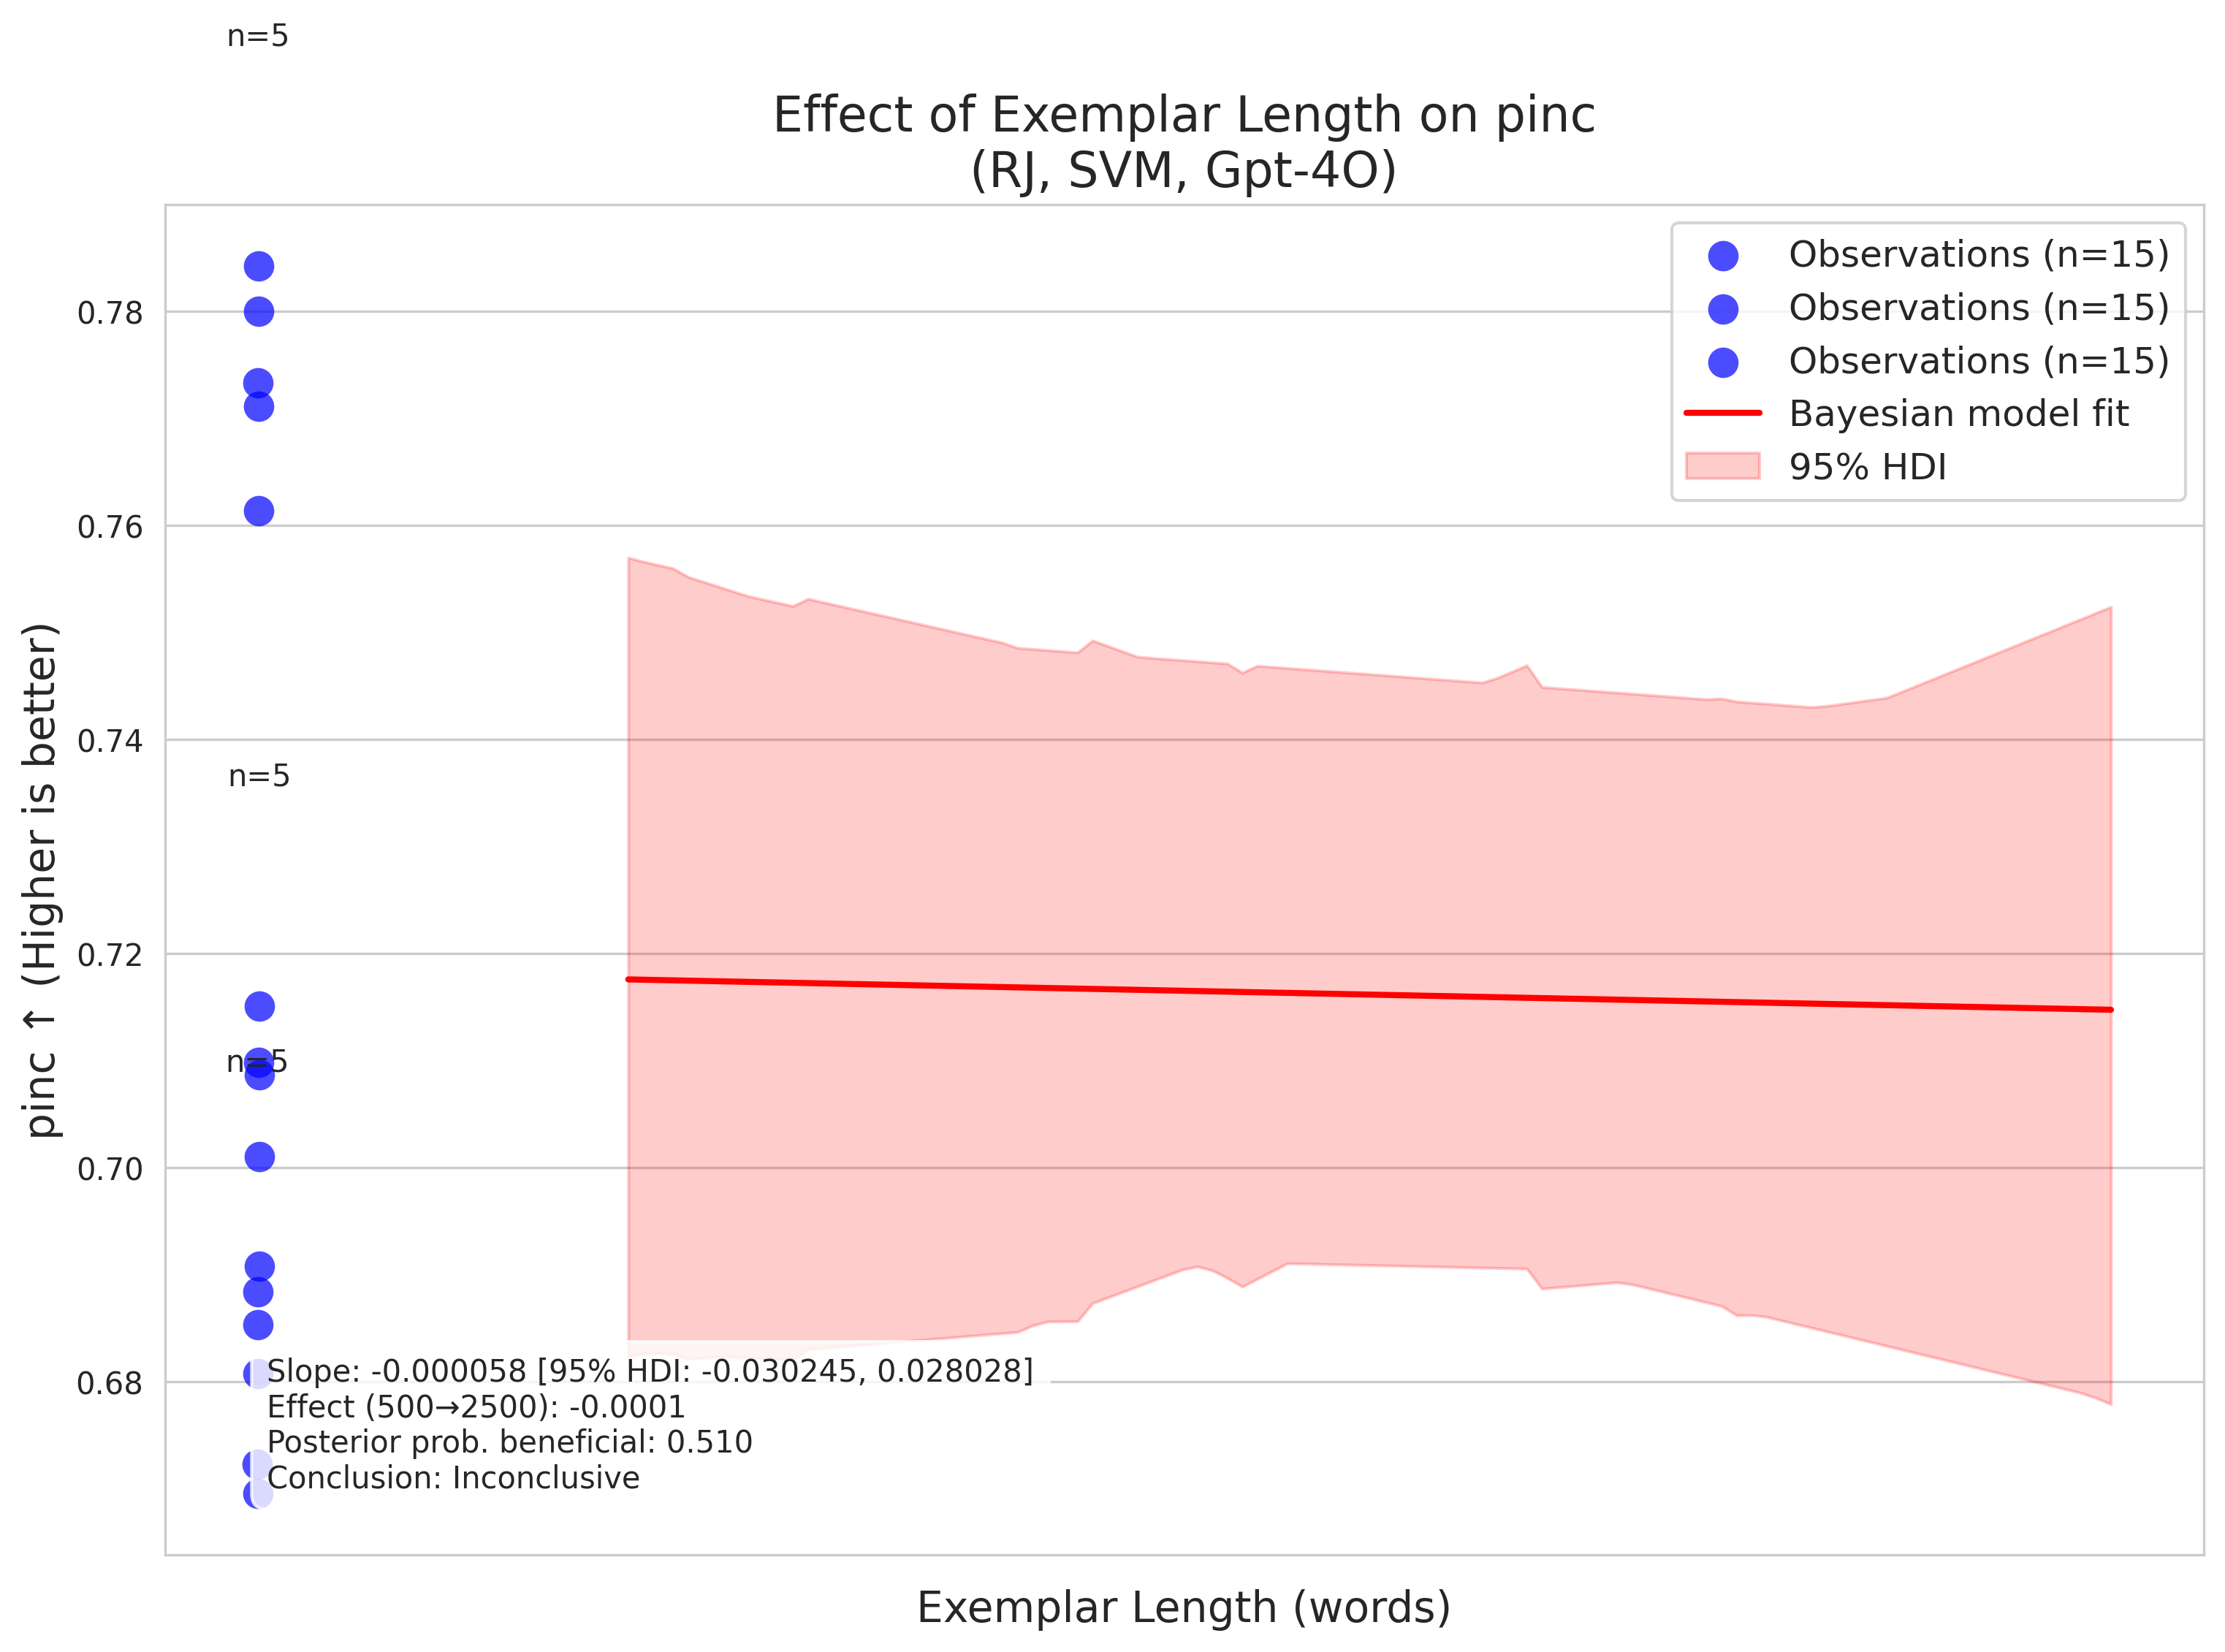 n=5
Effect of Exemplar Length on pinc
(RJ, SVM, Gpt-4O)
Observations (n=15)
Observations (n=15)
Observations (n=15)
Bayesian model fit
95% HDI
pinc ↑ (Higher is better)
0.78
0.76
0.74
0.72
0.70
0.68
n=5
n=5
Slope: -0.000058 [95% HDI: -0.030245, 0.028028]
Effect (500→2500): -0.0001
Posterior prob. beneficial: 0.510
Conclusion: Inconclusive
Exemplar Length (words)